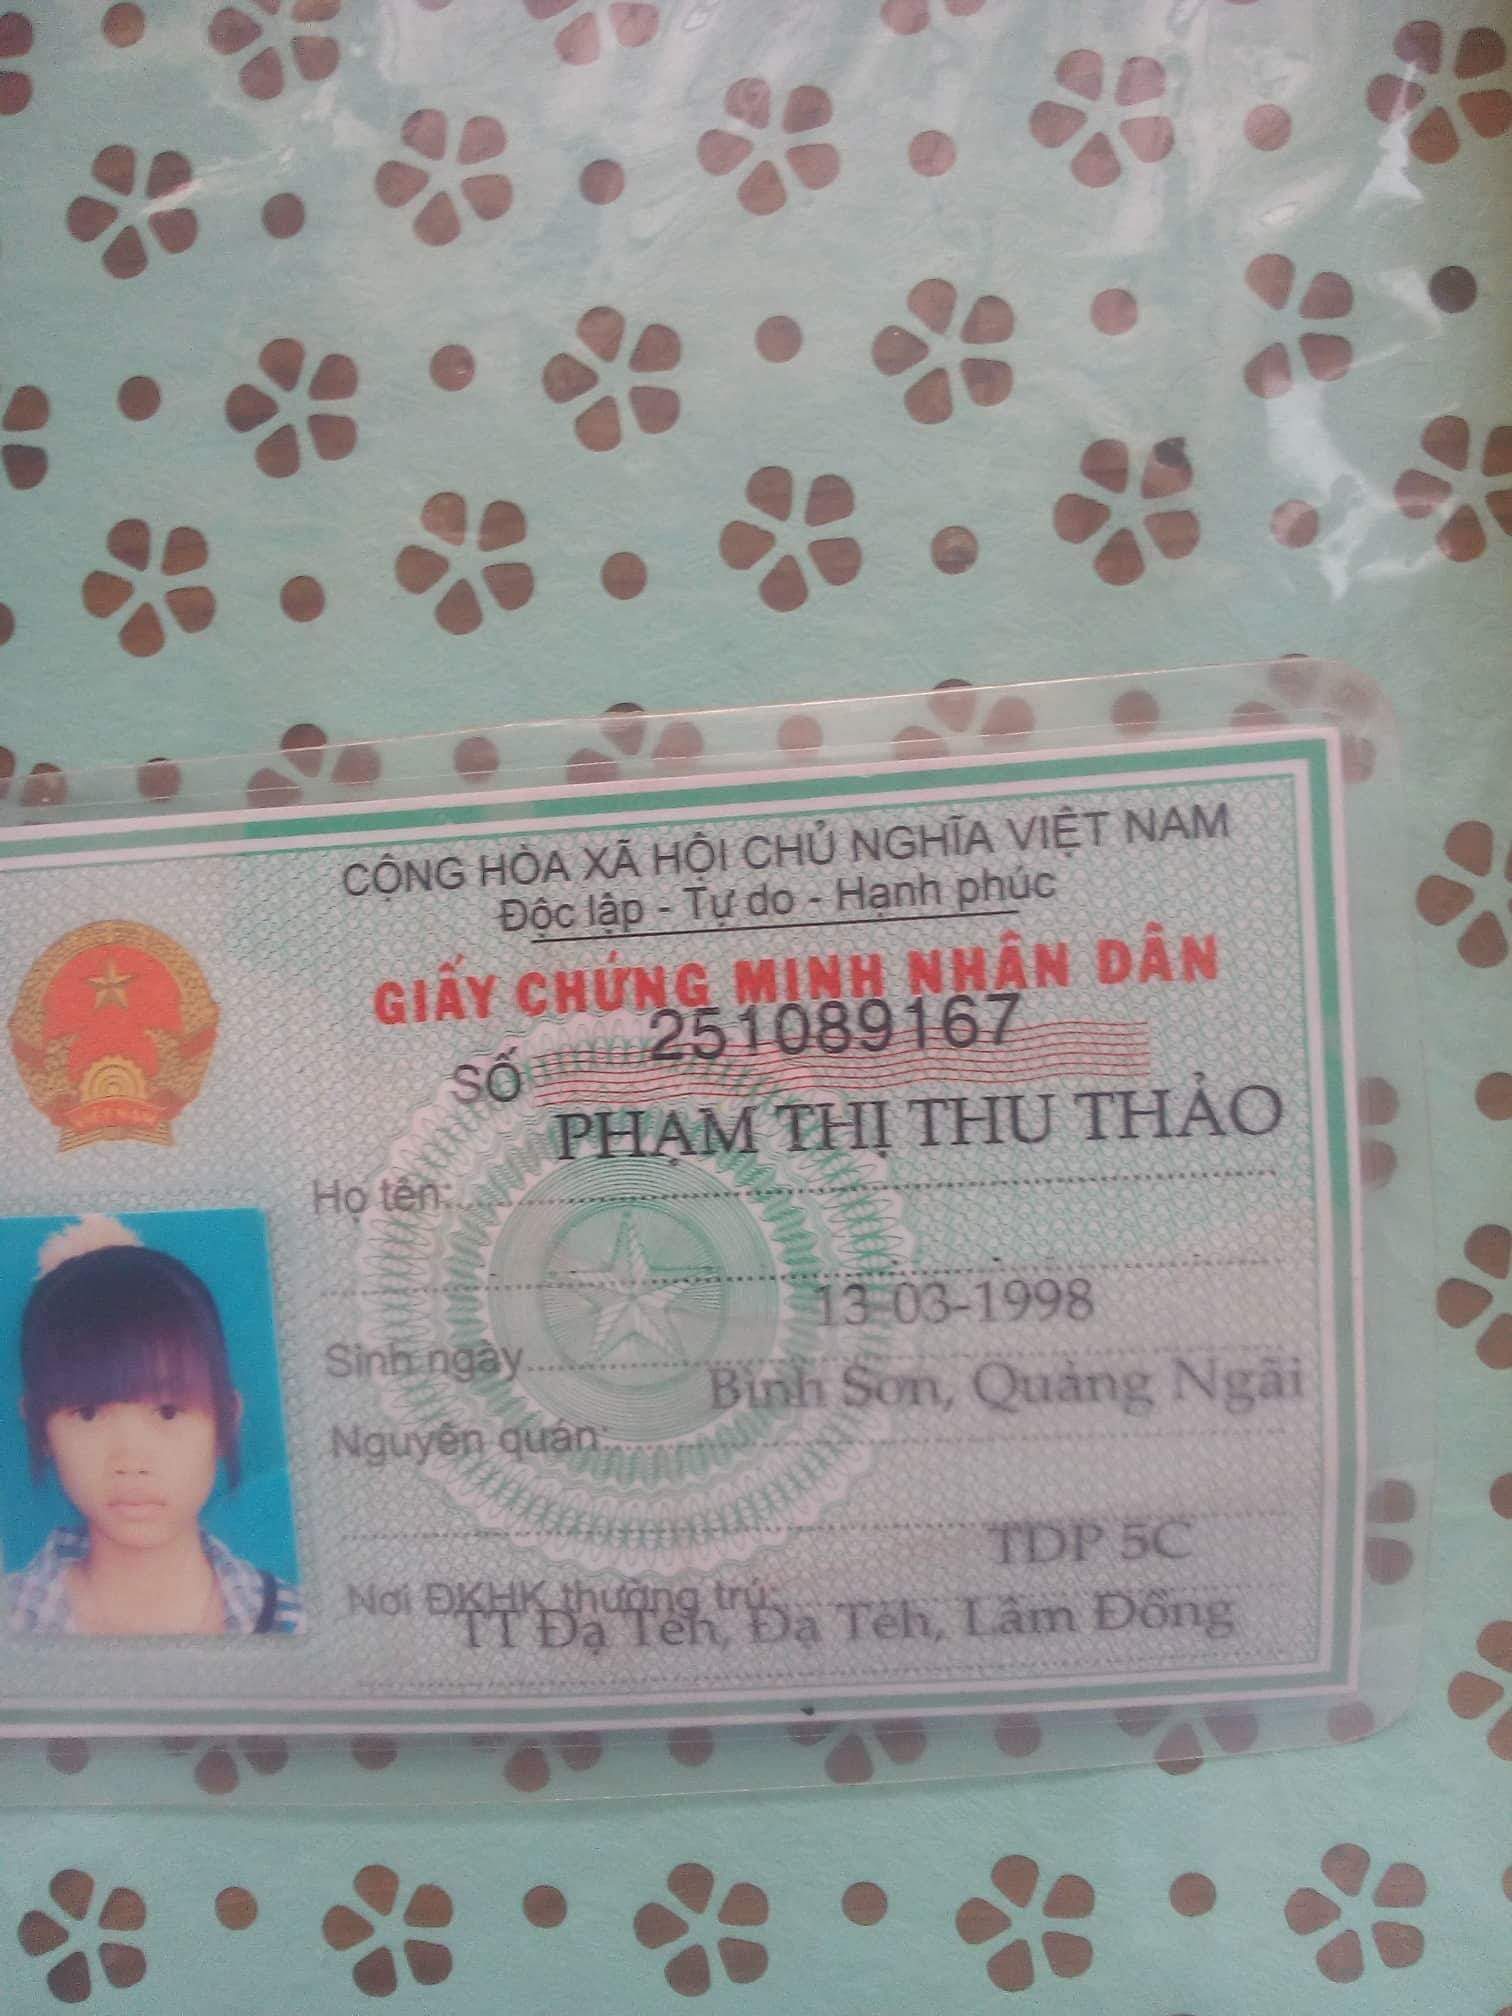 CỘNG HÒA XÃ HỘI CHỦ NGHĨA VIỆT NAM
Độc lập - Tự do - Hạnh phúc
GIẤY CHỨNG MINH NHÂN DÂN
SỐ 251089167
PHẠM THỊ THU THẢO
Họ tên:
13-03-1998
Sinh ngày
Bình Sơn, Quảng Ngãi
Nguyên quán:
TDP 5C
Nơi ĐKHK thường trú:
TT Đạ Tẻh, Đạ Tẻh, Lâm Đồng